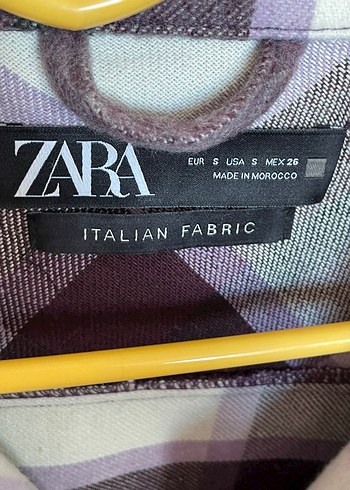 ZARA
EUR S USA S MEX 26
MADE IN MOROCCO
ITALIAN FABRIC